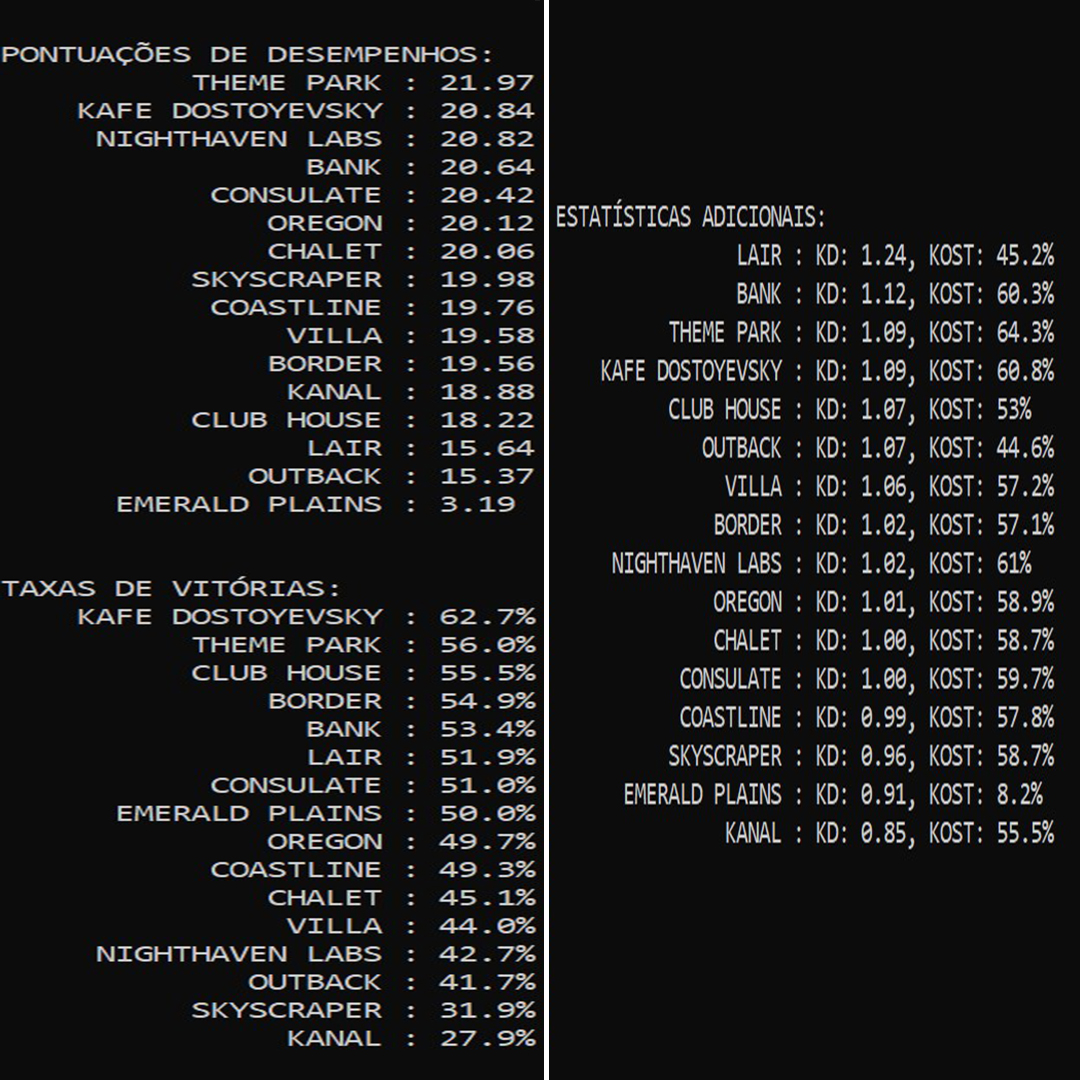 PONTUAÇÕES DE DESEMPENHOS:
THEME PARK : 21.97
KAFE DOSTOYEVSKY : 20.84
NIGHTHAVEN LABS : 20.82
BANK : 20.64
CONSULATE : 20.42
OREGON : 20.12
CHALET : 20.06
SKYSCRAPER : 19.98
COASTLINE : 19.76
VILLA : 19.58
BORDER : 19.56
KANAL : 18.88
CLUB HOUSE : 18.22
LAIR : 15.64
OUTBACK : 15.37
EMERALD PLAINS : 3.19
TAXAS DE VITÓRIAS:
KAFE DOSTOYEVSKY : 62.7%
THEME PARK : 56.0%
CLUB HOUSE : 55.5%
BORDER : 54.9%
BANK : 53.4%
LAIR : 51.9%
CONSULATE : 51.0%
EMERALD PLAINS : 50.0%
OREGON : 49.7%
COASTLINE : 49.3%
CHALET : 45.1%
VILLA : 44.0%
NIGHTHAVEN LABS : 42.7%
OUTBACK : 41.7%
SKYSCRAPER : 31.9%
KANAL : 27.9%
ESTATÍSTICAS ADICIONAIS:
LAIR : KD: 1.24, KOST: 45.2%
BANK : KD: 1.12, KOST: 60.3%
THEME PARK : KD: 1.09, KOST: 64.3%
KAFE DOSTOYEVSKY : KD: 1.09, KOST: 60.8%
CLUB HOUSE : KD: 1.07, KOST: 53%
OUTBACK : KD: 1.07, KOST: 44.6%
VILLA : KD: 1.06, KOST: 57.2%
BORDER : KD: 1.02, KOST: 57.1%
NIGHTHAVEN LABS : KD: 1.02, KOST: 61%
OREGON : KD: 1.01, KOST: 58.9%
CHALET : KD: 1.00, KOST: 58.7%
CONSULATE : KD: 1.00, KOST: 59.7%
COASTLINE : KD: 0.99, KOST: 57.8%
SKYSCRAPER : KD: 0.96, KOST: 58.7%
EMERALD PLAINS : KD: 0.91, KOST: 8.2%
KANAL : KD: 0.85, KOST: 55.5%